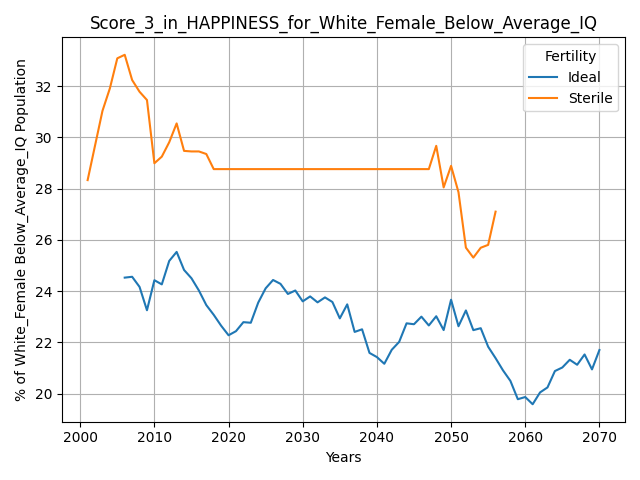 Score_3_in_HAPPINESS_for_White_Female_Below_Average_IQ
% of White_Female Below_Average_IQ Population
32
30
28
26
24
22
20
Fertility
Ideal
Sterile
2000 2010 2020 2030 2040 2050 2060 2070
Years